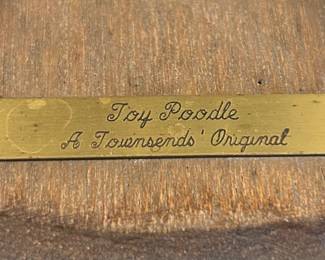 Toy Poodle
A Townsends' Original